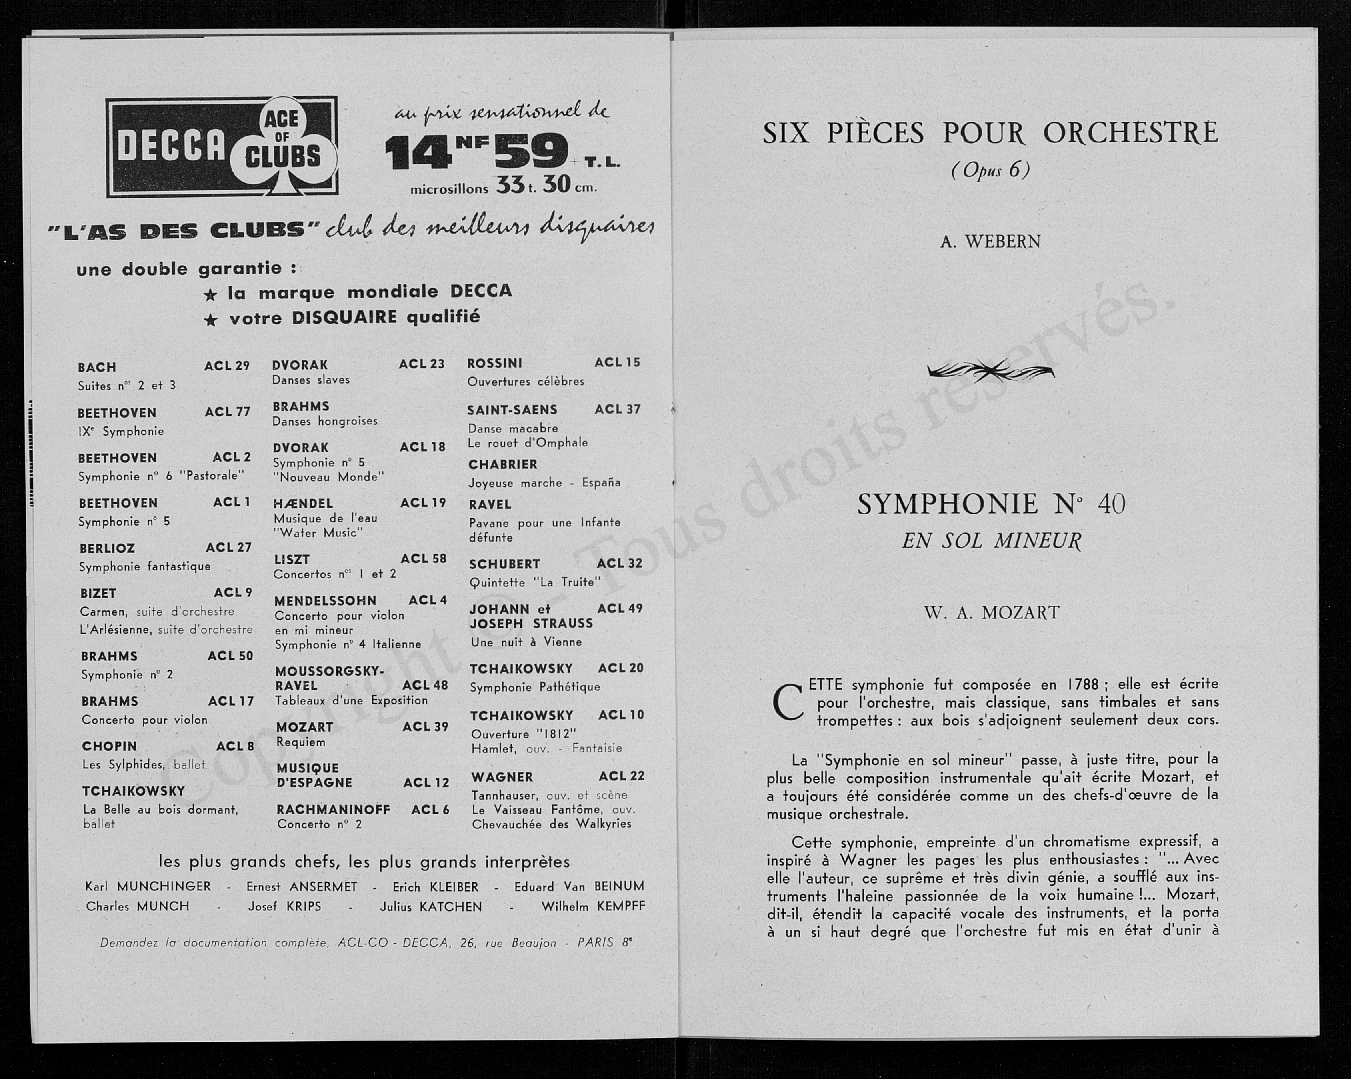 DECCA
ACE
OF
CLUBS
au prix sensationnel de
14NF59 + T.L.
microsillons 33 t. 30 cm.
"L'AS DES CLUBS" club des meilleurs disquaires
une double garantie :
★ la marque mondiale DECCA
★ votre DISQUAIRE qualifié
BACH ACL 29
Suites nos 2 et 3
BEETHOVEN ACL 77
IXe Symphonie
BEETHOVEN ACL 2
Symphonie n° 6 "Pastorale"
BEETHOVEN ACL 1
Symphonie n° 5
BERLIOZ ACL 27
Symphonie fantastique
BIZET ACL 9
Carmen, suite d'orchestre
L'Arlésienne, suite d'orchestre
BRAHMS ACL 50
Symphonie n° 2
BRAHMS ACL 17
Concerto pour violon
CHOPIN ACL 8
Les Sylphides, ballet
TCHAIKOWSKY
La Belle au bois dormant,
ballet
DVORAK ACL 23
Danses slaves
BRAHMS
Danses hongroises
DVORAK ACL 18
Symphonie n° 5
"Nouveau Monde"
HÆNDEL ACL 19
Musique de l'eau
"Water Music"
LISZT ACL 58
Concertos nos 1 et 2
MENDELSSOHN ACL 4
Concerto pour violon
en mi mineur
Symphonie n° 4 Italienne
MOUSSORGSKY-
RAVEL ACL 48
Tableaux d'une Exposition
MOZART ACL 39
Requiem
MUSIQUE
D'ESPAGNE ACL 12
RACHMANINOFF ACL 6
Concerto n° 2
ROSSINI ACL 15
Ouvertures célèbres
SAINT-SAENS ACL 37
Danse macabre
Le rouet d'Omphale
CHABRIER
Joyeuse marche - España
RAVEL
Pavane pour une Infante
défunte
SCHUBERT ACL 32
Quintette "La Truite"
JOHANN et ACL 49
JOSEPH STRAUSS
Une nuit à Vienne
TCHAIKOWSKY ACL 20
Symphonie Pathétique
TCHAIKOWSKY ACL 10
Ouverture "1812"
Hamlet, ouv. - Fantaisie
WAGNER ACL 22
Tannhauser, ouv. et scène
Le Vaisseau Fantôme, ouv.
Chevauchée des Walkyries
les plus grands chefs, les plus grands interprètes
Karl MUNCHINGER - Ernest ANSERMET - Erich KLEIBER - Eduard Van BEINUM
Charles MUNCH - Josef KRIPS - Julius KATCHEN - Wilhelm KEMPFF
Demandez la documentation complète, ACL-CO - DECCA, 26, rue Beaujon - PARIS 8e
SIX PIÈCES POUR ORCHESTRE
(Opus 6)
A. WEBERN
SYMPHONIE N° 40
EN SOL MINEUR
W. A. MOZART
CETTE symphonie fut composée en 1788 ; elle est écrite
pour l'orchestre, mais classique, sans timbales et sans
trompettes : aux bois s'adjoignent seulement deux cors.
La "Symphonie en sol mineur" passe, à juste titre, pour la
plus belle composition instrumentale qu'ait écrite Mozart, et
a toujours été considérée comme un des chefs-d'œuvre de la
musique orchestrale.
Cette symphonie, empreinte d'un chromatisme expressif, a
inspiré à Wagner les pages les plus enthousiastes : "... Avec
elle l'auteur, ce suprême et très divin génie, a soufflé aux ins-
truments l'haleine passionnée de la voix humaine !... Mozart,
dit-il, étendit la capacité vocale des instruments, et la porta
à un si haut degré que l'orchestre fut mis en état d'unir à
Copyright © - Tous droits réservés.